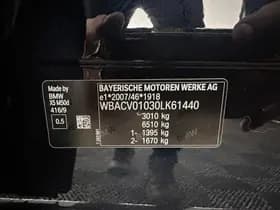 Made by
BMW
X5 M50d
416/9
0.5
BAYERISCHE MOTOREN WERKE AG
e1*2007/46*1918
WBACV01030LK61440
3010 kg
6510 kg
1- 1395 kg
2- 1670 kg